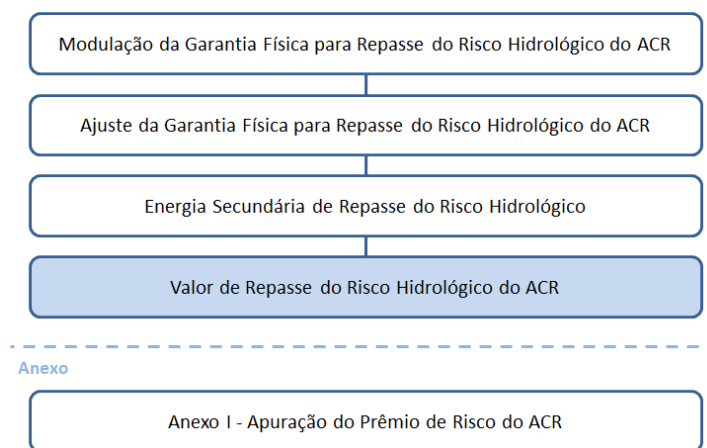 Modulação da Garantia Física para Repasse do Risco Hidrológico do ACR
Ajuste da Garantia Física para Repasse do Risco Hidrológico do ACR
Energia Secundária de Repasse do Risco Hidrológico
Valor de Repasse do Risco Hidrológico do ACR
Anexo
Anexo I - Apuração do Prêmio de Risco do ACR